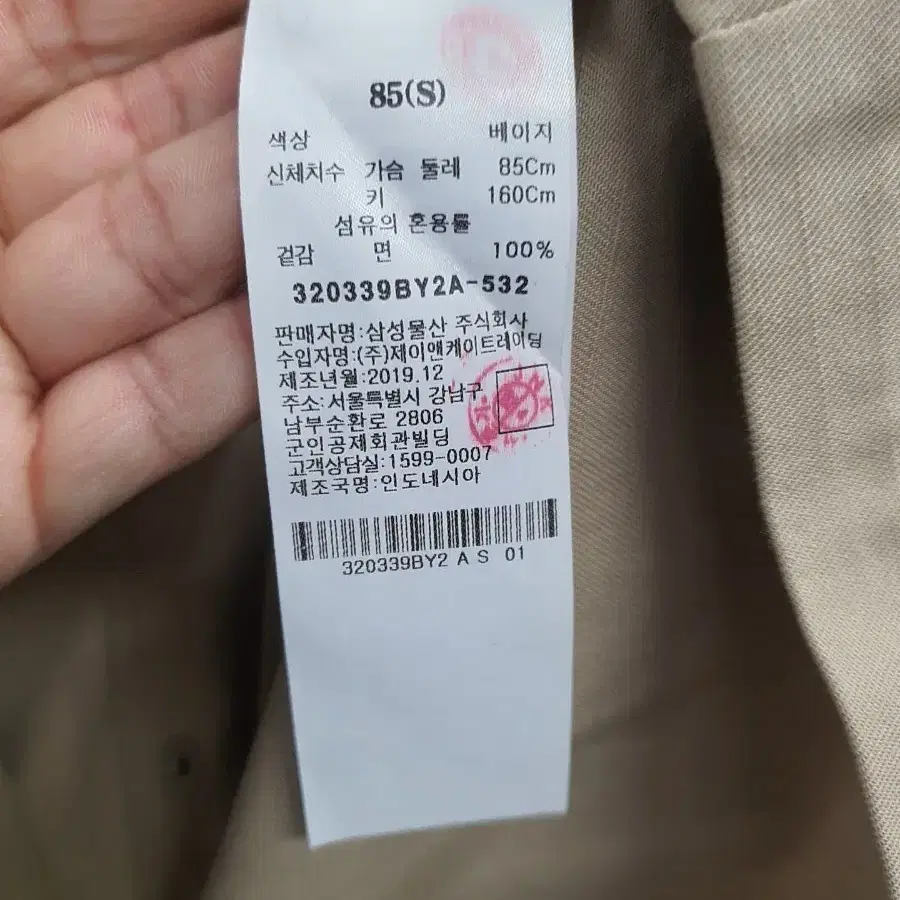 85(S)
색상 베이지
신체치수 가슴 둘레 85Cm
키 160Cm
섬유의 혼용률
겉감 면 100%
320339BY2A-532
판매자명:삼성물산 주식회사
수입자명:(주)제이앤케이트레이딩
제조년월:2019.12
주소:서울특별시 강남구
남부순환로 2806
군인공제회관빌딩
고객상담실:1599-0007
제조국명:인도네시아
320339BY2 A S 01